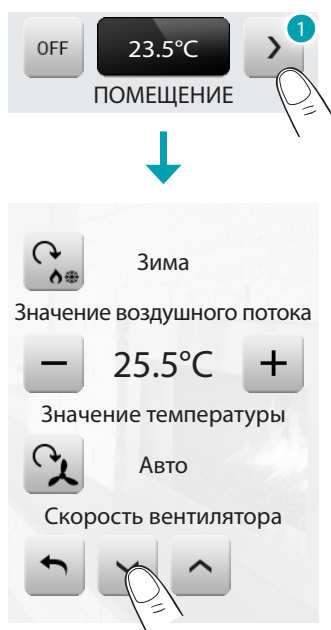 OFF 23.5°C > 1
ПОМЕЩЕНИЕ
Зима
Значение воздушного потока
− 25.5°C +
Значение температуры
Авто
Скорость вентилятора